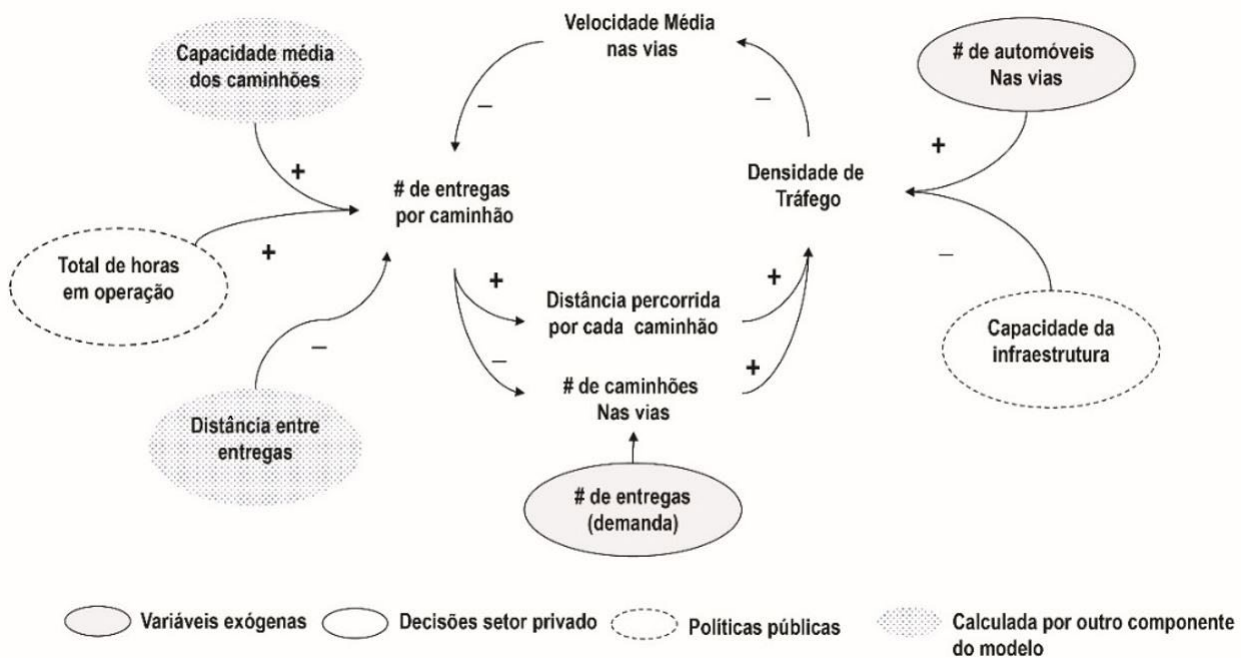 Velocidade Média
nas vias
Capacidade média
dos caminhões
# de automóveis
Nas vias
–
–
+
+
# de entregas
por caminhão
Densidade de
Tráfego
+
Total de horas
em operação
–
+
+
Distância percorrida
por cada caminhão
Capacidade da
infraestrutura
–
–
+
# de caminhões
Nas vias
Distância entre
entregas
# de entregas
(demanda)
Variáveis exógenas
Decisões setor privado
Políticas públicas
Calculada por outro componente
do modelo